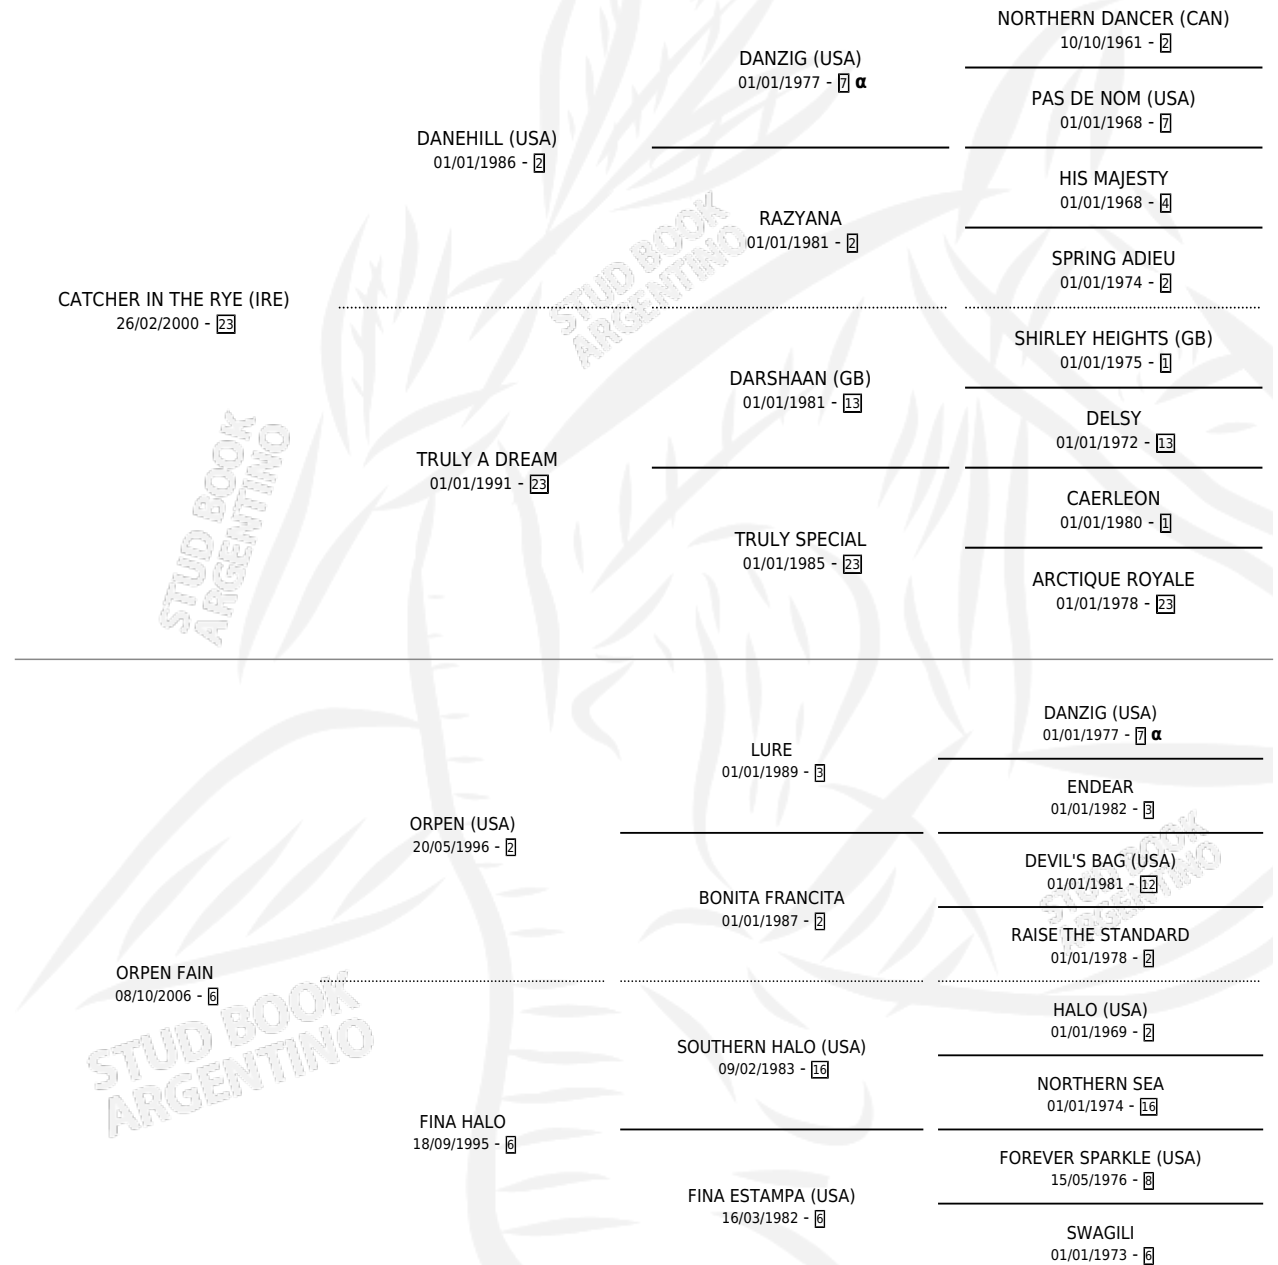 NORTHERN DANCER (CAN)
10/10/1961 - 2
DANZIG (USA)
01/01/1977 - 7 α
PAS DE NOM (USA)
01/01/1968 - 7
DANEHILL (USA)
01/01/1986 - 2
HIS MAJESTY
01/01/1968 - 4
RAZYANA
01/01/1981 - 2
SPRING ADIEU
01/01/1974 - 2
CATCHER IN THE RYE (IRE)
26/02/2000 - 23
SHIRLEY HEIGHTS (GB)
01/01/1975 - 1
DARSHAAN (GB)
01/01/1981 - 13
DELSY
01/01/1972 - 13
TRULY A DREAM
01/01/1991 - 23
CAERLEON
01/01/1980 - 1
TRULY SPECIAL
01/01/1985 - 23
ARCTIQUE ROYALE
01/01/1978 - 23
DANZIG (USA)
01/01/1977 - 7 α
LURE
01/01/1989 - 3
ENDEAR
01/01/1982 - 3
ORPEN (USA)
20/05/1996 - 2
DEVIL'S BAG (USA)
01/01/1981 - 12
BONITA FRANCITA
01/01/1987 - 2
RAISE THE STANDARD
01/01/1978 - 2
ORPEN FAIN
08/10/2006 - 6
HALO (USA)
01/01/1969 - 2
SOUTHERN HALO (USA)
09/02/1983 - 16
NORTHERN SEA
01/01/1974 - 16
FINA HALO
18/09/1995 - 6
FOREVER SPARKLE (USA)
15/05/1976 - 8
FINA ESTAMPA (USA)
16/03/1982 - 6
SWAGILI
01/01/1973 - 6
STUD BOOK
ARGENTINO
STUD BOOK
ARGENTINO
STUD BOOK
ARGENTINO
STUD BOOK
ARGENTINO